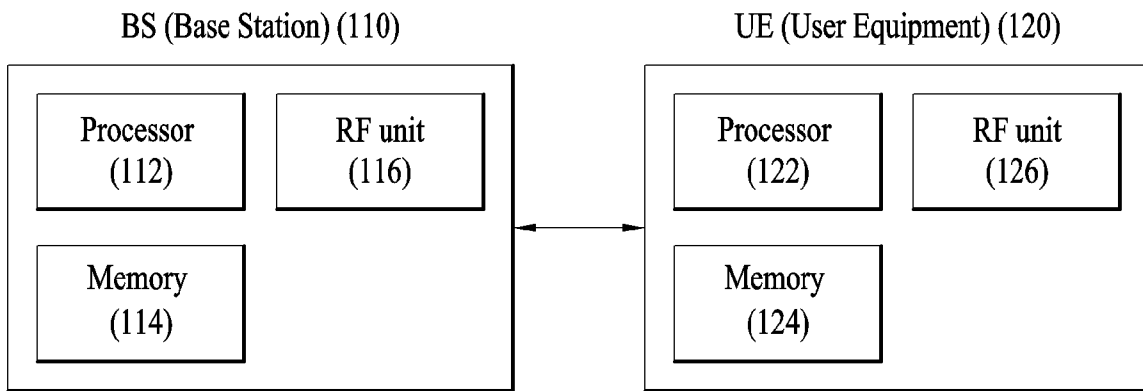 BS (Base Station) (110)
Processor
(112)
RF unit
(116)
Memory
(114)
UE (User Equipment) (120)
Processor
(122)
RF unit
(126)
Memory
(124)